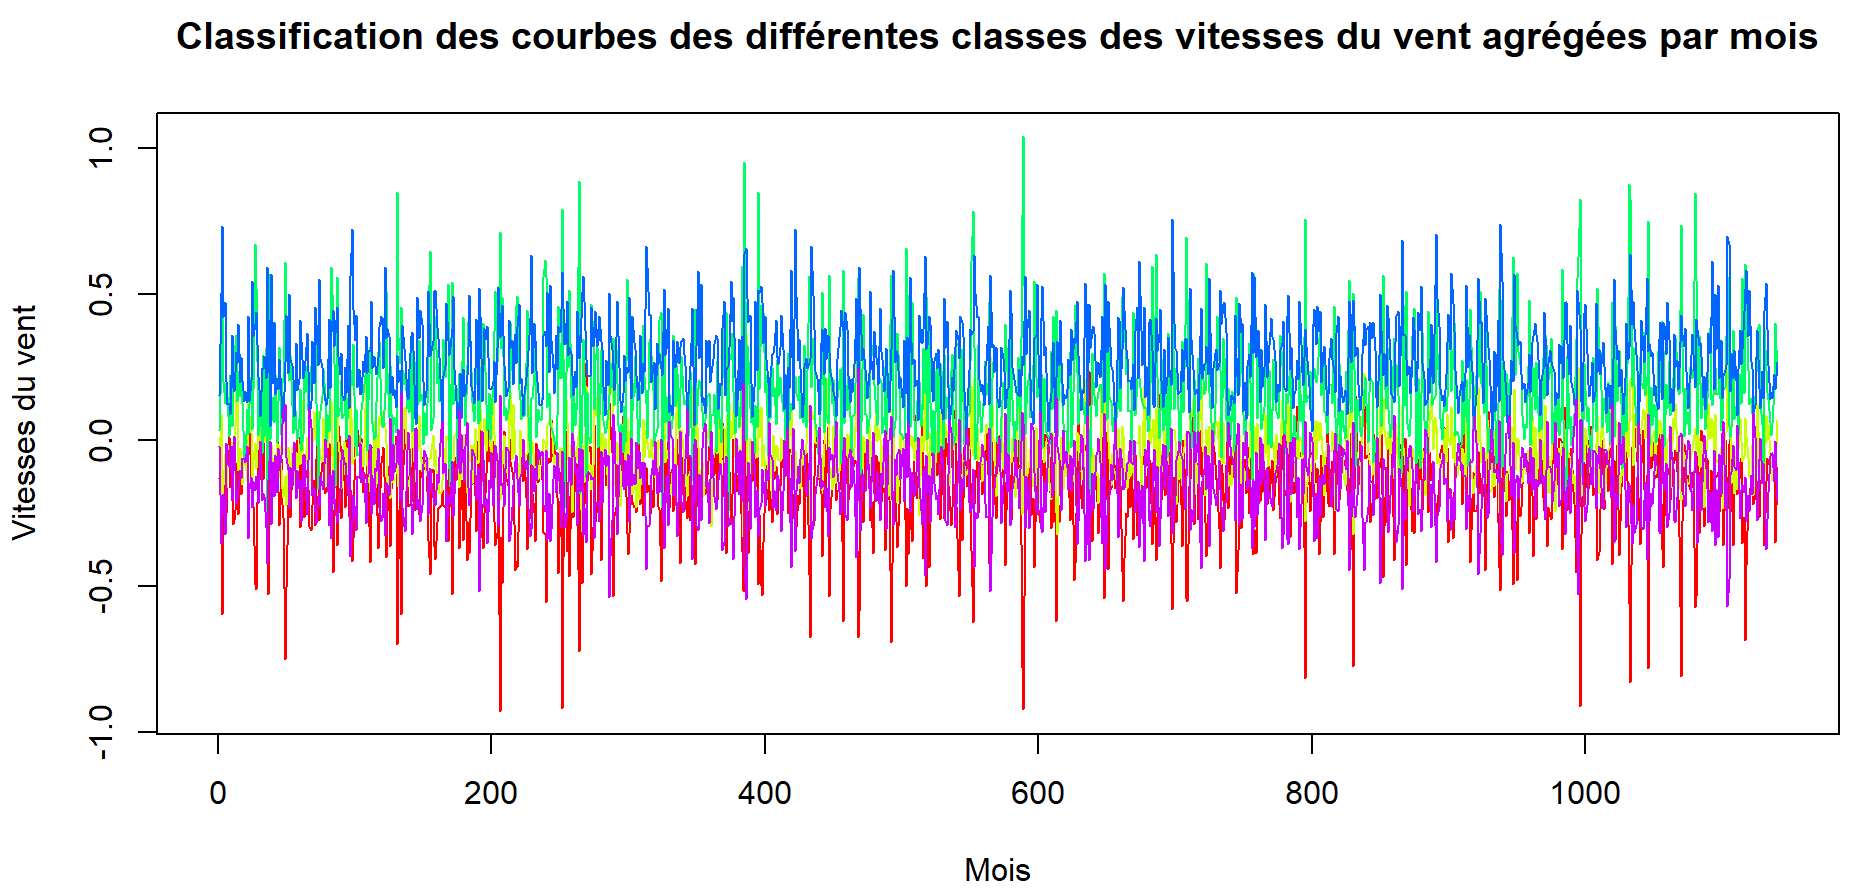 Classification des courbes des différentes classes des vitesses du vent agrégées par mois
Vitesses du vent
1.0
0.5
0.0
-0.5
-1.0
0 200 400 600 800 1000
Mois